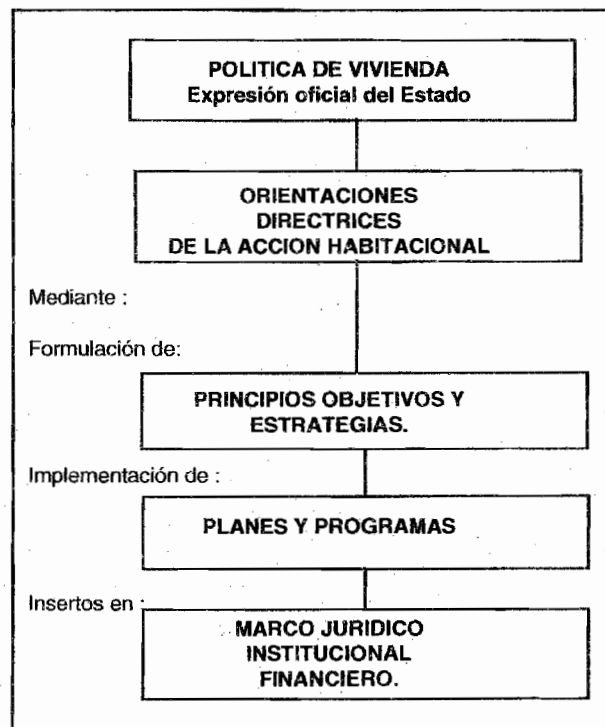 POLITICA DE VIVIENDA
Expresión oficial del Estado
ORIENTACIONES
DIRECTRICES
DE LA ACCION HABITACIONAL
Mediante :
Formulación de:
PRINCIPIOS OBJETIVOS Y
ESTRATEGIAS.
Implementación de :
PLANES Y PROGRAMAS
Insertos en :
MARCO JURIDICO
INSTITUCIONAL
FINANCIERO.